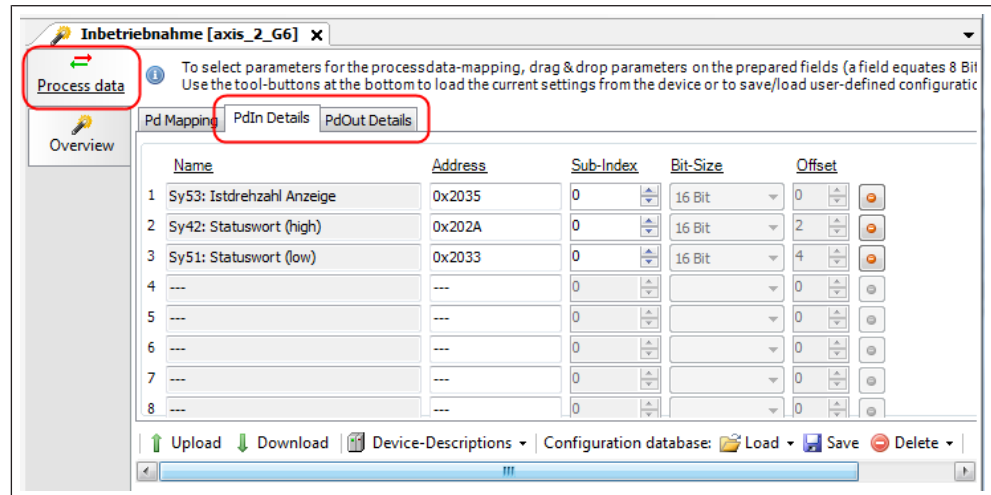 Inbetriebnahme [axis_2_G6] X
Process data
To select parameters for the processdata-mapping, drag & drop parameters on the prepared fields (a field equates 8 Bit
Use the tool-buttons at the bottom to load the current settings from the device or to save/load user-defined configuratic
Overview
Pd Mapping PdIn Details PdOut Details
Name Address Sub-Index Bit-Size Offset
1 Sy53: Istdrehzahl Anzeige 0x2035 0 16 Bit 0
2 Sy42: Statuswort (high) 0x202A 0 16 Bit 2
3 Sy51: Statuswort (low) 0x2033 0 16 Bit 4
4 --- --- 0 0
5 --- --- 0 0
6 --- --- 0 0
7 --- --- 0 0
8 --- --- 0 0
Upload Download Device-Descriptions Configuration database: Load Save Delete